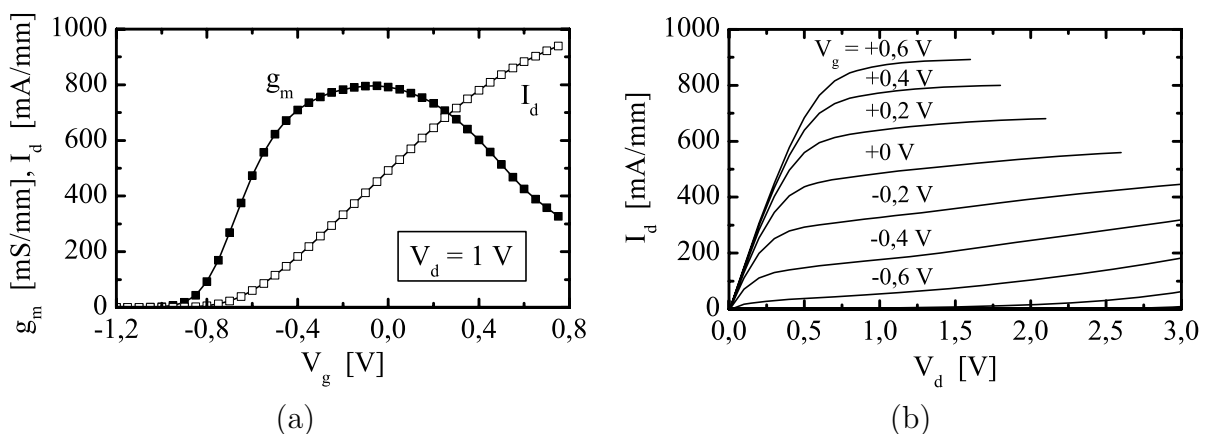 g_m [mS/mm], I_d [mA/mm]
1000
800
600
400
200
0
g_m
I_d
V_d = 1 V
-1,2
-0,8
-0,4
0,0
0,4
0,8
V_g [V]
(a)
I_d [mA/mm]
1000
800
600
400
200
0
V_g = +0,6 V
+0,4 V
+0,2 V
+0 V
-0,2 V
-0,4 V
-0,6 V
0,0
0,5
1,0
1,5
2,0
2,5
3,0
V_d [V]
(b)